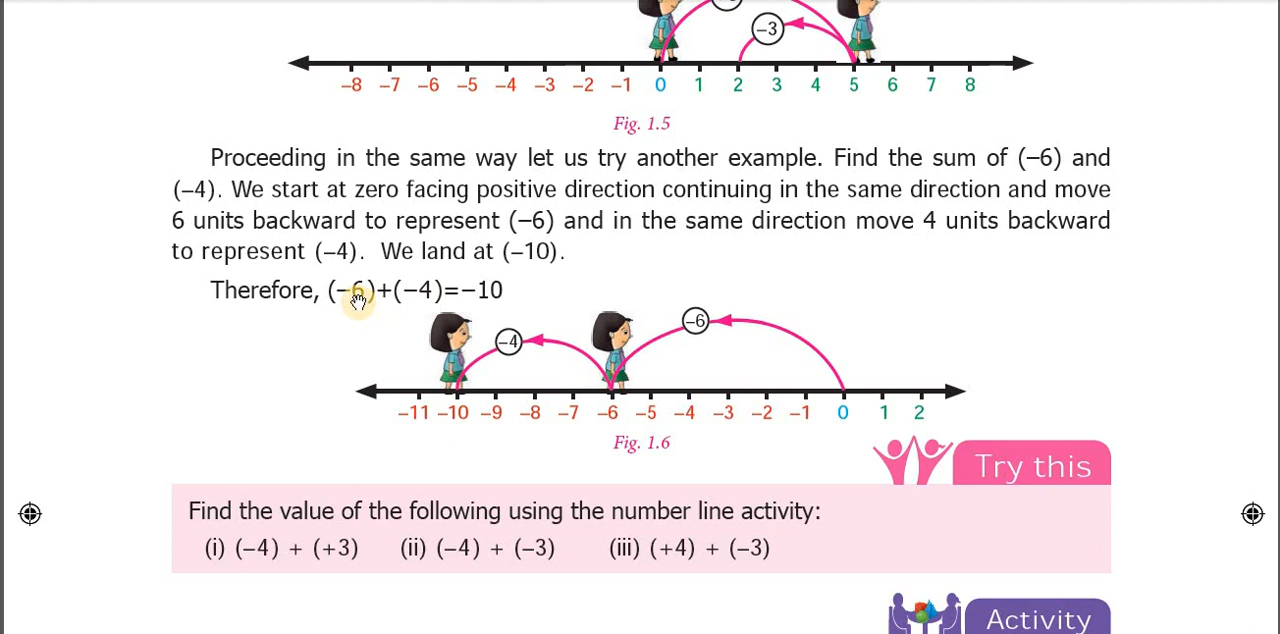 −3
−8 −7 −6 −5 −4 −3 −2 −1 0 1 2 3 4 5 6 7 8
Fig. 1.5
Proceeding in the same way let us try another example. Find the sum of (−6) and
(−4). We start at zero facing positive direction continuing in the same direction and move
6 units backward to represent (−6) and in the same direction move 4 units backward
to represent (−4). We land at (−10).
Therefore, (−6)+(−4)=−10
−6
−4
−11 −10 −9 −8 −7 −6 −5 −4 −3 −2 −1 0 1 2
Fig. 1.6
Try this
Find the value of the following using the number line activity:
(i) (−4) + (+3) (ii) (−4) + (−3) (iii) (+4) + (−3)
Activity